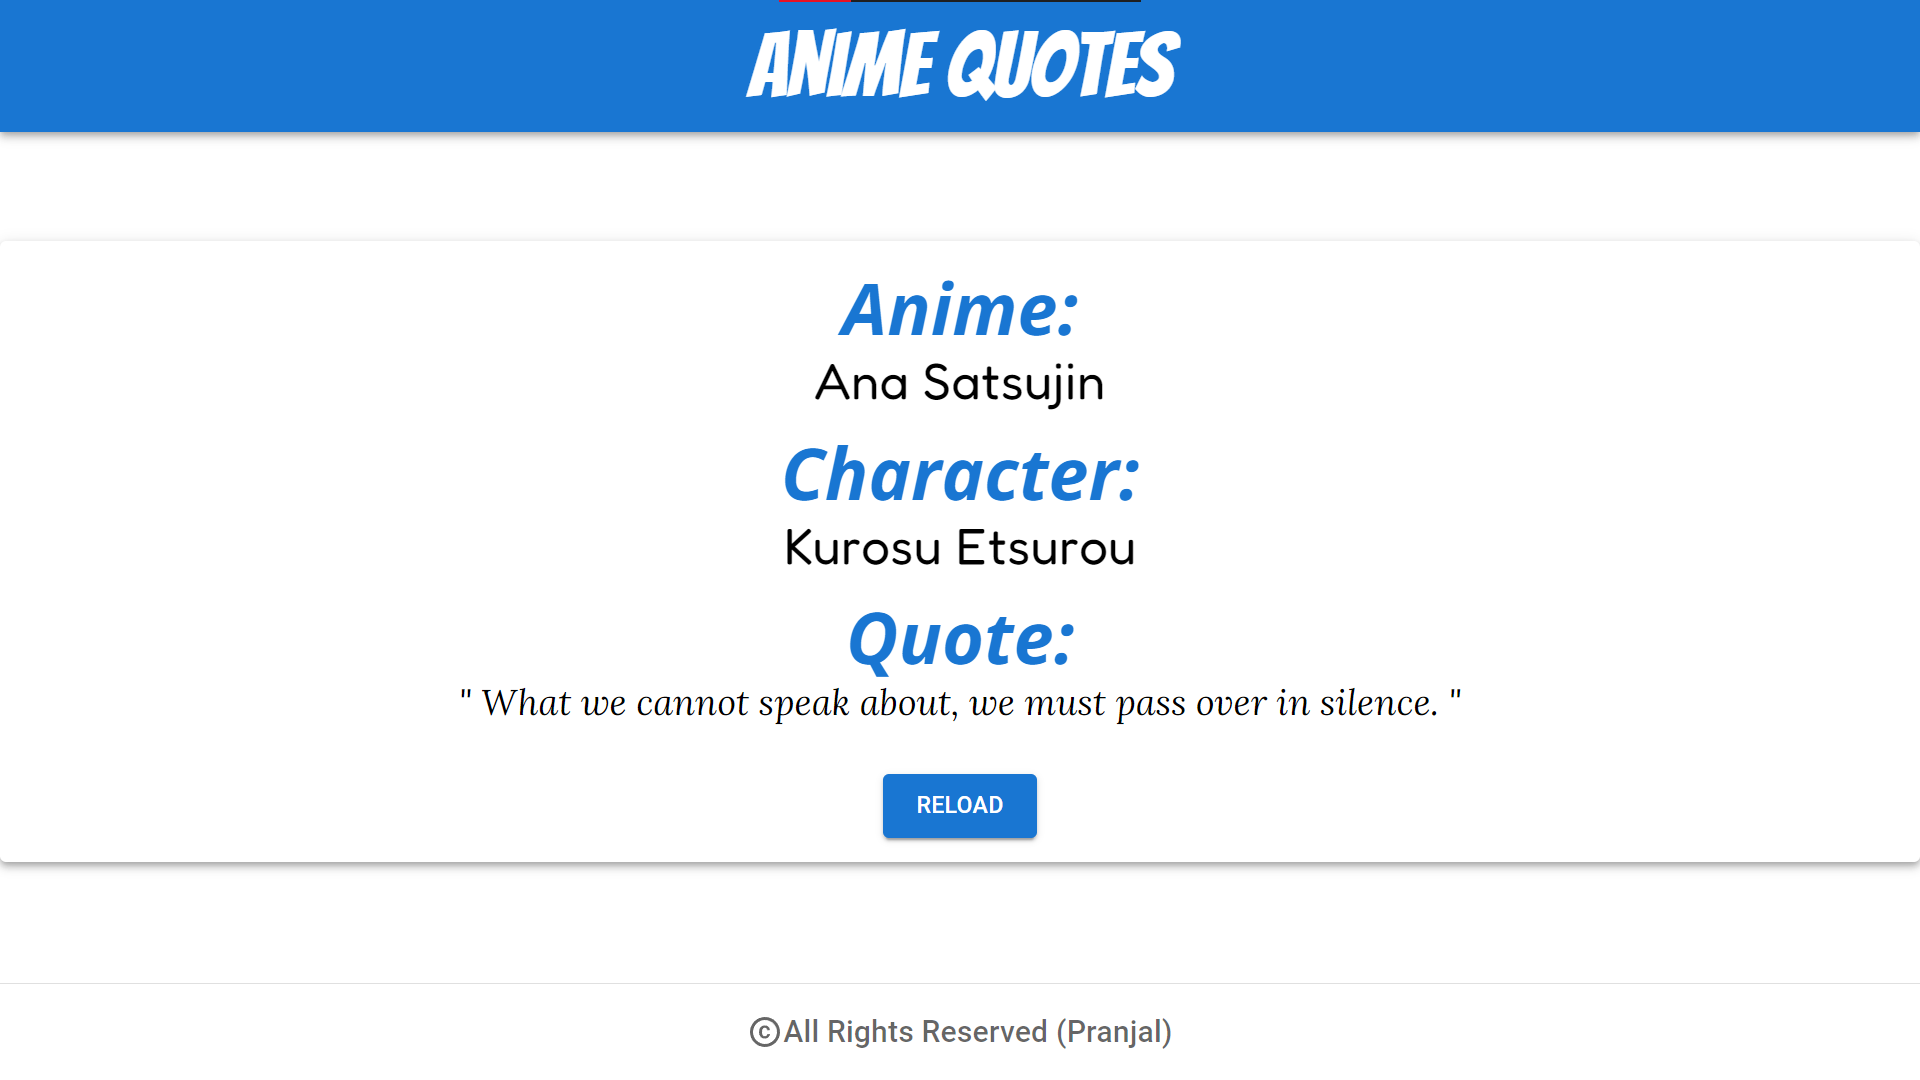 ANIME QUOTES
Anime:
Ana Satsujin
Character:
Kurosu Etsurou
Quote:
" What we cannot speak about, we must pass over in silence. "
RELOAD
©All Rights Reserved (Pranjal)